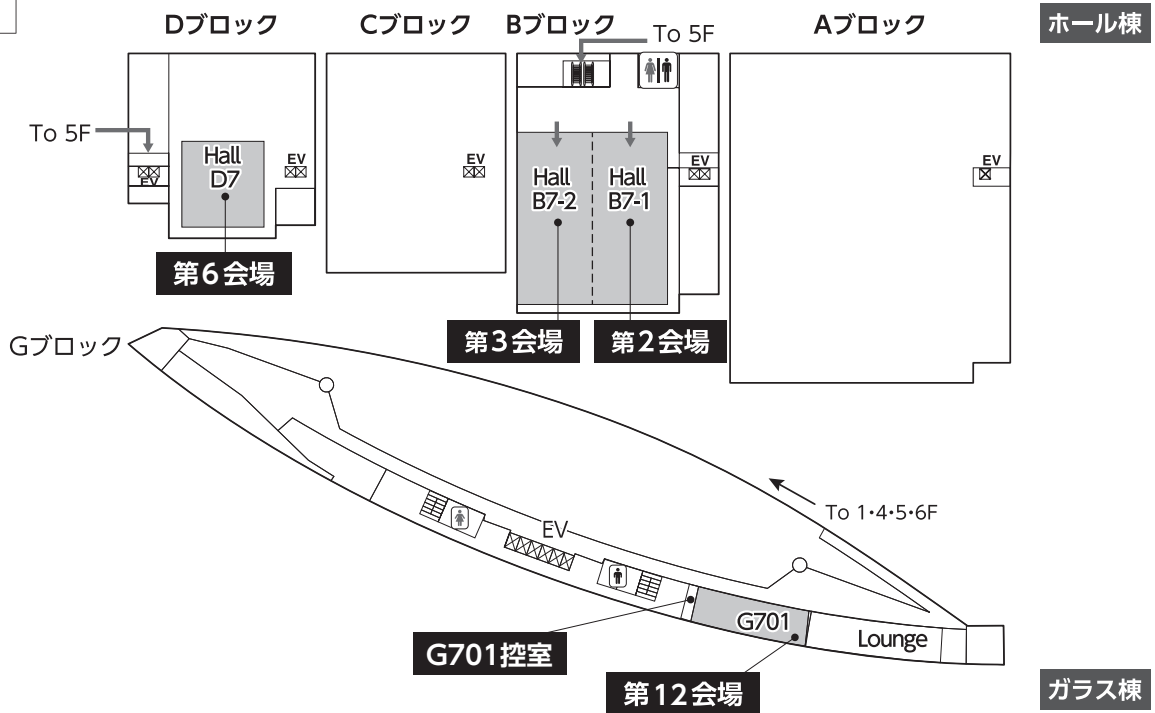 Dブロック
Cブロック
Bブロック
Aブロック
ホール棟
To 5F
To 5F
Hall
D7
EV
EV
EV
Hall
B7-2
Hall
B7-1
EV
EV
第6会場
第3会場
第2会場
Gブロック
To 1・4・5・6F
EV
G701
Lounge
G701控室
第12会場
ガラス棟